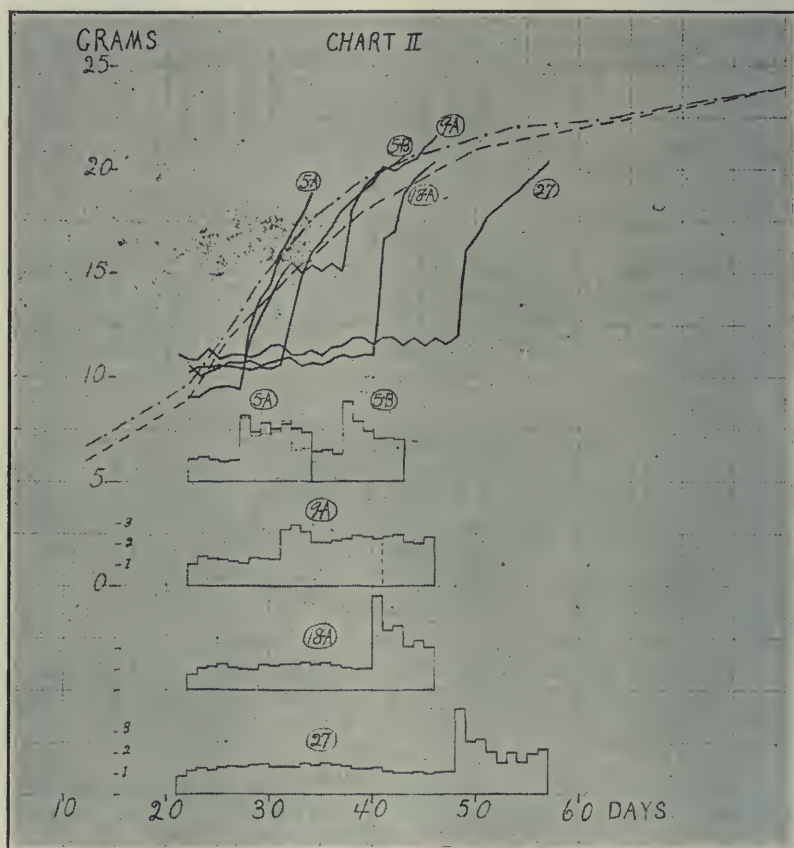 GRAMS CHART II
25-
20-
15-
10-
5-
0-
5A
5B
9A
18A
27
5A
5B
9A
-3
-2
-1
18A
27
-3
-2
-1
10 20 30 40 50 60 DAYS